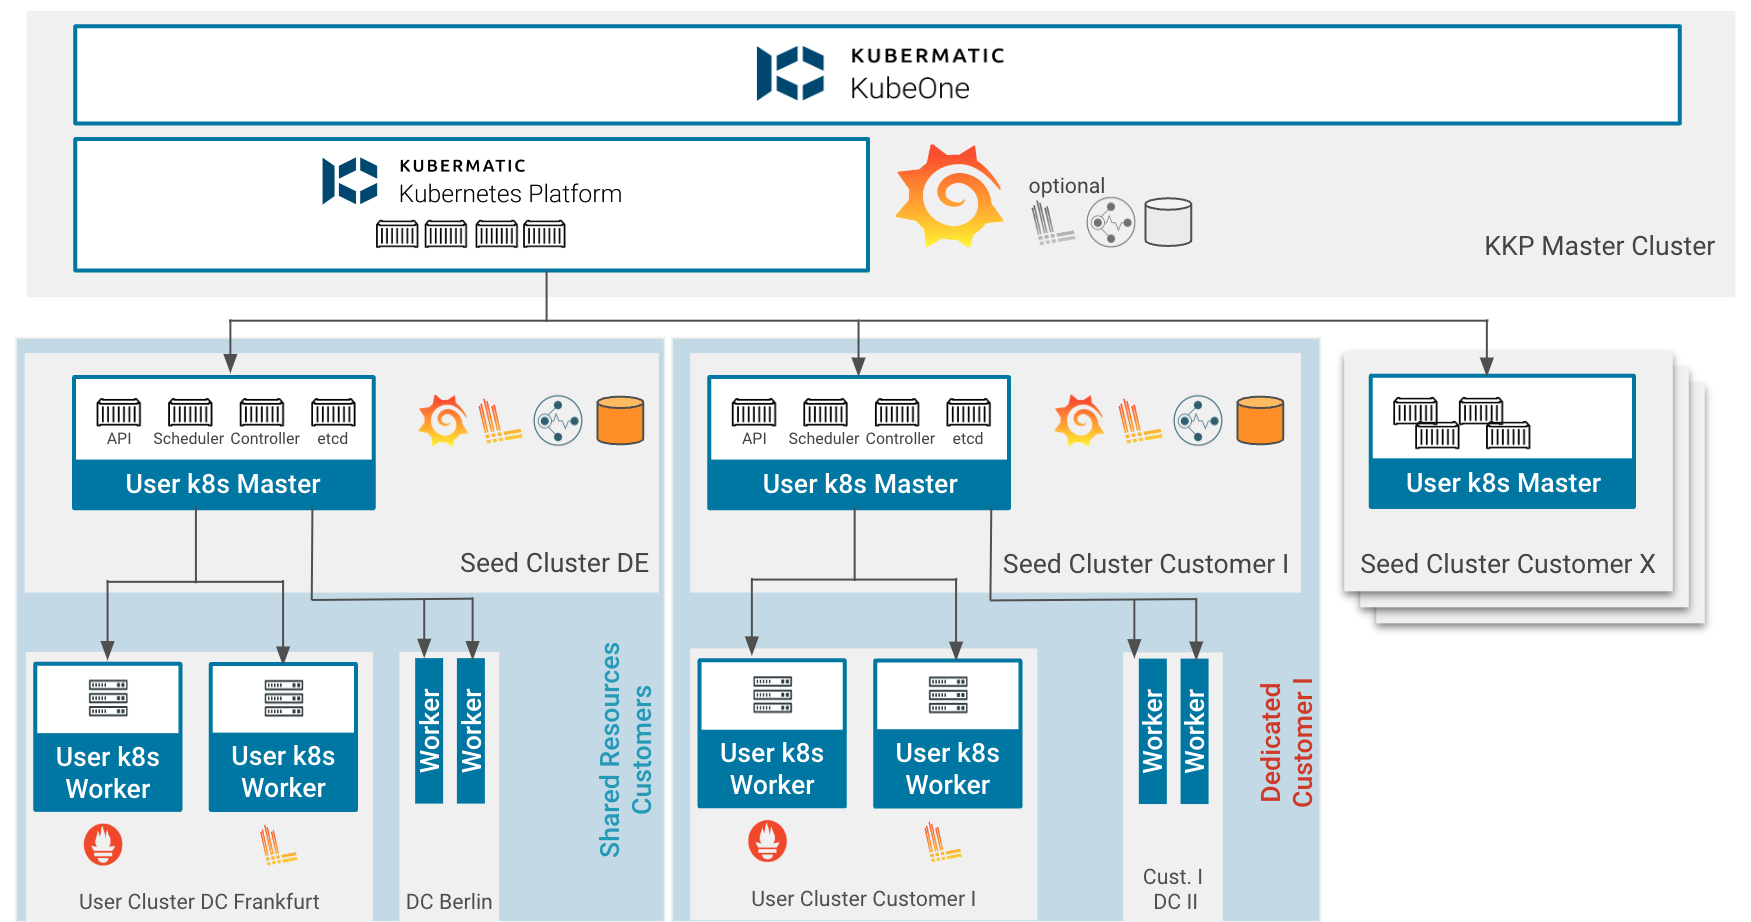 KUBERMATIC
KubeOne
KUBERMATIC
Kubernetes Platform
optional
KKP Master Cluster
API
Scheduler
Controller
etcd
User k8s Master
Seed Cluster DE
API
Scheduler
Controller
etcd
User k8s Master
Seed Cluster Customer I
User k8s Master
Seed Cluster Customer X
User k8s
Worker
User k8s
Worker
User Cluster DC Frankfurt
Worker
Worker
DC Berlin
Shared Resources
Customers
User k8s
Worker
User k8s
Worker
User Cluster Customer I
Worker
Worker
Cust. I
DC II
Dedicated
Customer I